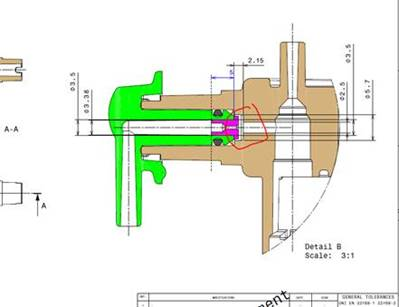 2.15
5
ø3.5
ø3.38
ø3.5
ø2.5
ø5.7
A-A
A
Detail B
Scale: 3:1
GENERAL TOLERANCES